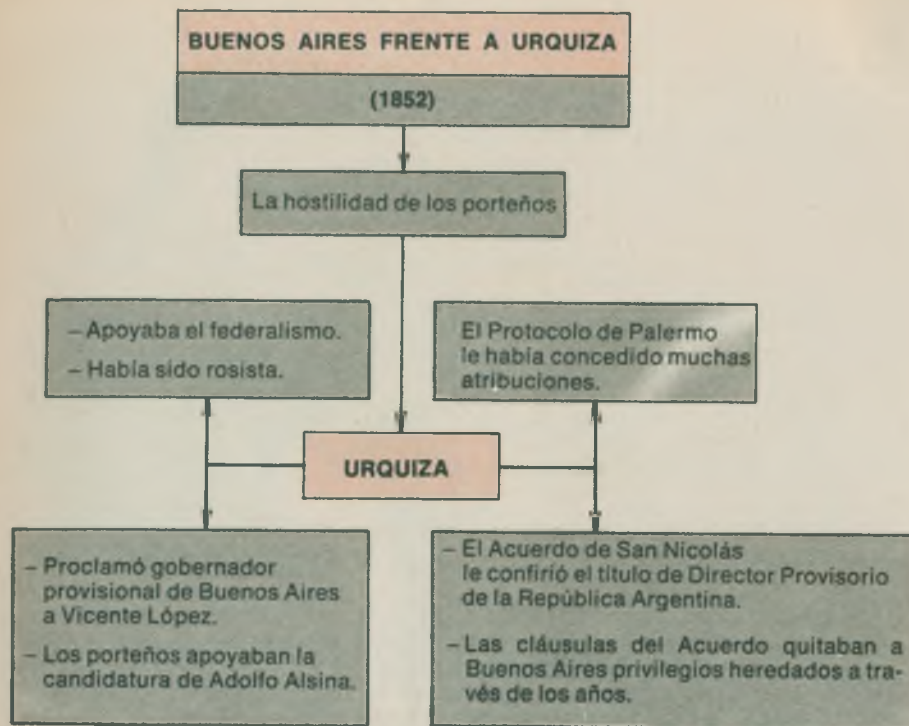 BUENOS AIRES FRENTE A URQUIZA
(1852)
La hostilidad de los porteños
– Apoyaba el federalismo.
– Había sido rosista.
El Protocolo de Palermo
le había concedido muchas
atribuciones.
URQUIZA
– Proclamó gobernador
provisional de Buenos Aires
a Vicente López.
– Los porteños apoyaban la
candidatura de Adolfo Alsina.
– El Acuerdo de San Nicolás
le confirió el título de Director Provisorio
de la República Argentina.
– Las cláusulas del Acuerdo quitaban a
Buenos Aires privilegios heredados a tra-
vés de los años.